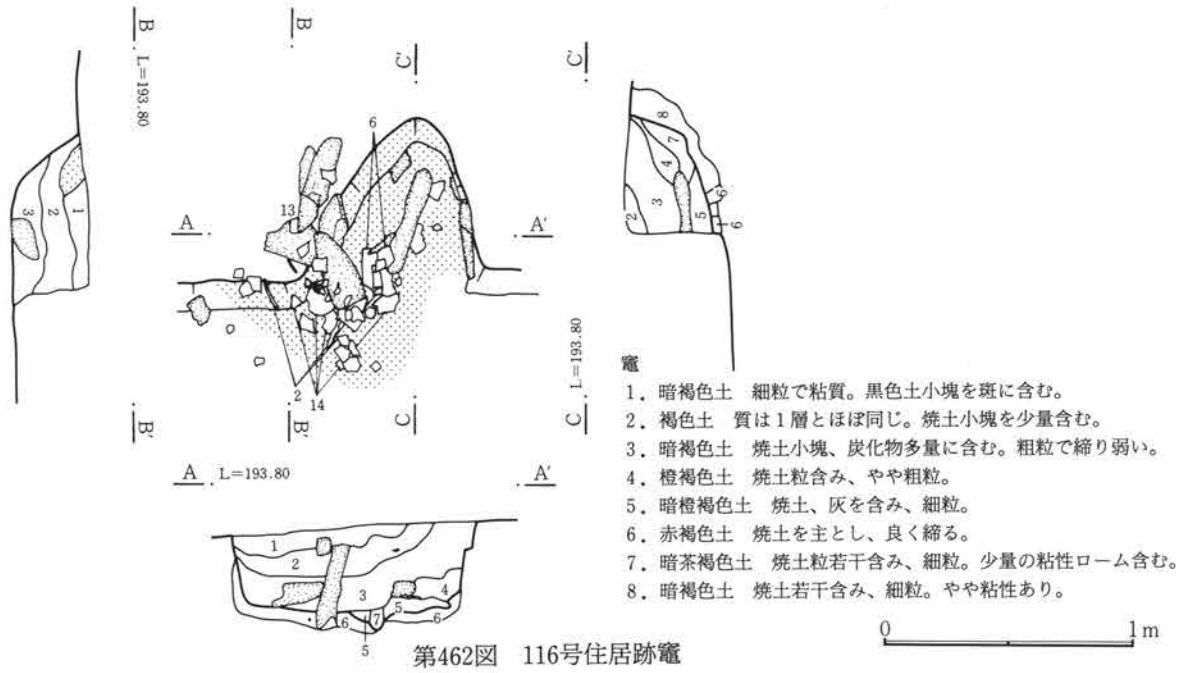 B
B
L=193.80
C'
C'
6
8
7
4
9
3
5
2
6
3
2
1
13
A
A'
L=193.80
2
14
B'
B'
C
C
A
L=193.80
A'
1
2
3
4
5
6
7
6
5
竈
1．暗褐色土　細粒で粘質。黒色土小塊を斑に含む。
2．褐色土　質は1層とほぼ同じ。焼土小塊を少量含む。
3．暗褐色土　焼土小塊、炭化物多量に含む。粗粒で締り弱い。
4．橙褐色土　焼土粒含み、やや粗粒。
5．暗橙褐色土　焼土、灰を含み、細粒。
6．赤褐色土　焼土を主とし、良く締る。
7．暗茶褐色土　焼土粒若干含み、細粒。少量の粘性ローム含む。
8．暗褐色土　焼土若干含み、細粒。やや粘性あり。
0
1m
第462図　116号住居跡竈